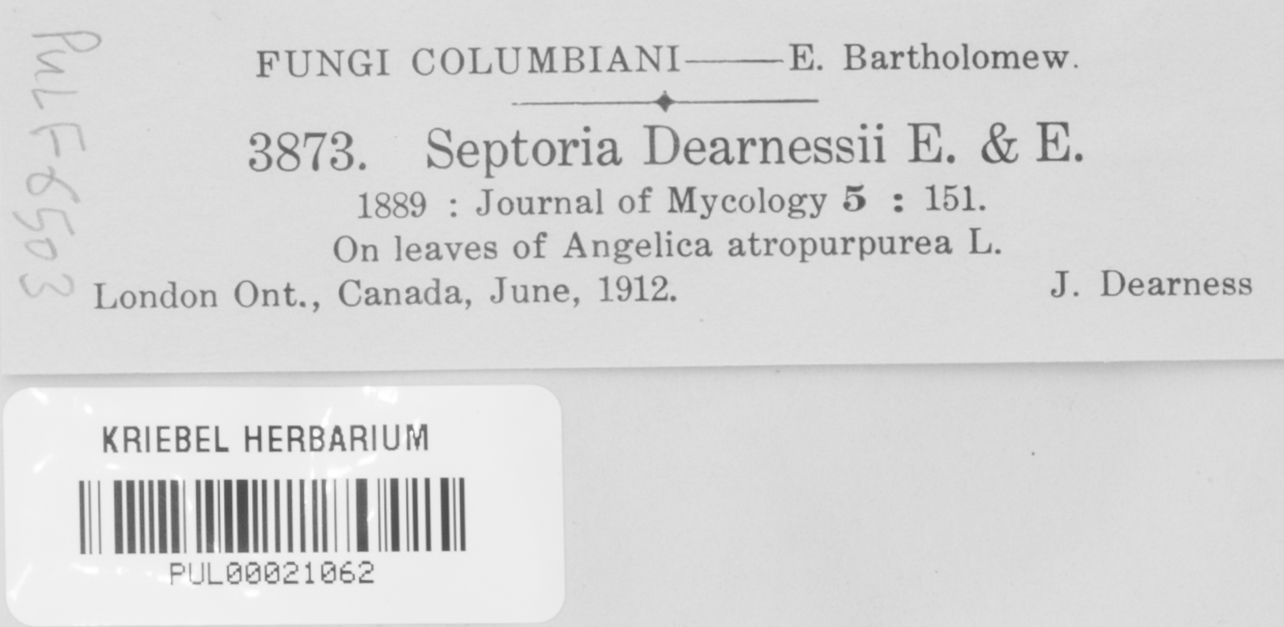 FUNGI COLUMBIANI——E. Bartholomew.
3873. Septoria Dearnessii E. & E.
1889 : Journal of Mycology 5 : 151.
On leaves of Angelica atropurpurea L.
London Ont., Canada, June, 1912. J. Dearness
PUL F6503
KRIEBEL HERBARIUM
PUL00021062